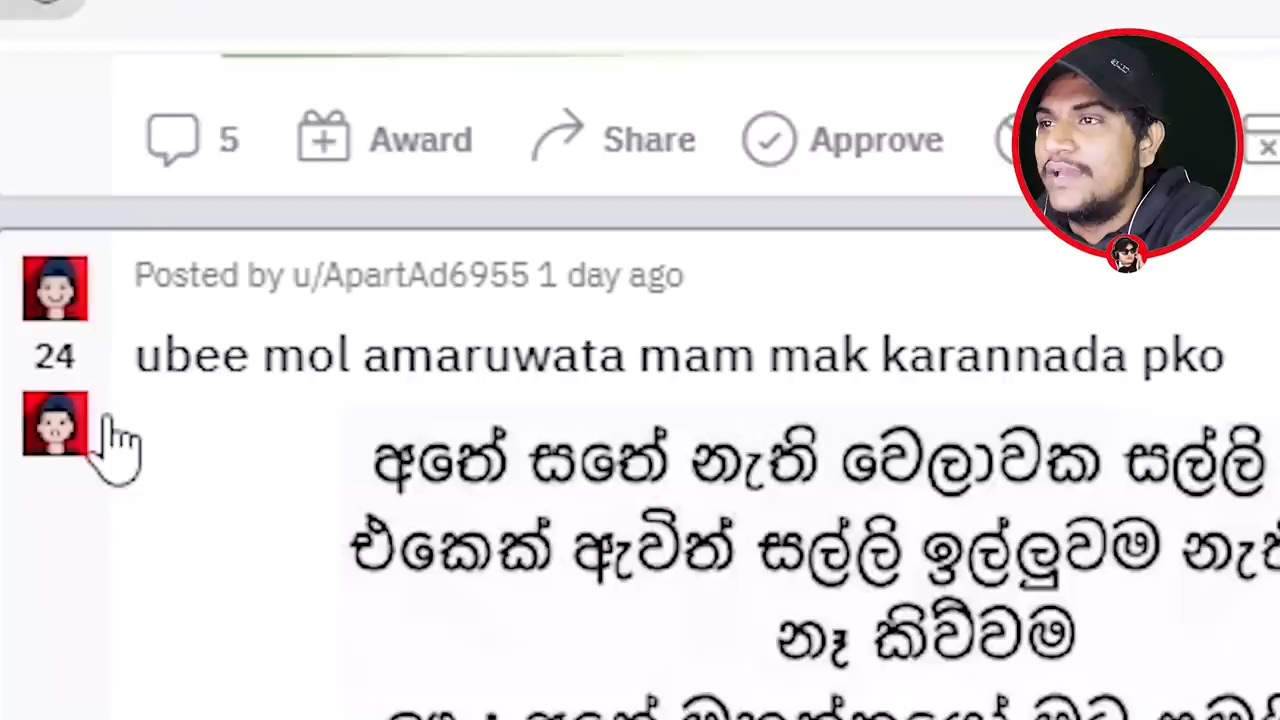 5 Award Share Approve
Posted by u/ApartAd6955 1 day ago
24
ubee mol amaruwata mam mak karannada pko
අතේ සතේ නැති වෙලාවක සල්ලි
එකෙක් ඇවිත් සල්ලි ඉල්ලුවම
නෑ කිව්වම